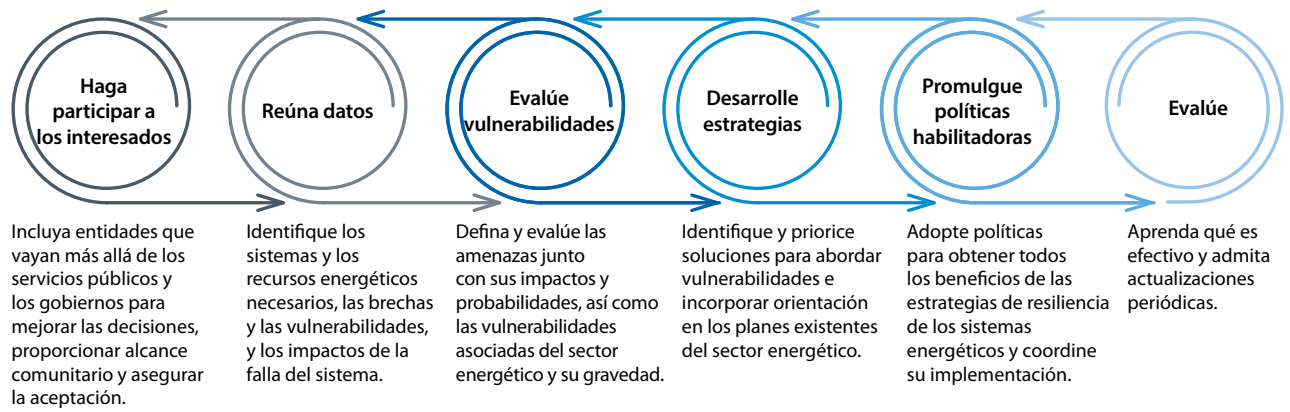 Haga
participar a
los interesados
Incluya entidades que
vayan más allá de los
servicios públicos y
los gobiernos para
mejorar las decisiones,
proporcionar alcance
comunitario y asegurar
la aceptación.
Reúna datos
Identifique los
sistemas y los
recursos energéticos
necesarios, las brechas
y las vulnerabilidades,
y los impactos de la
falla del sistema.
Evalúe
vulnerabilidades
Defina y evalúe las
amenazas junto
con sus impactos y
probabilidades, así como
las vulnerabilidades
asociadas del sector
energético y su gravedad.
Desarrolle
estrategias
Identifique y priorice
soluciones para abordar
vulnerabilidades e
incorporar orientación
en los planes existentes
del sector energético.
Promulgue
políticas
habilitadoras
Adopte políticas
para obtener todos
los beneficios de las
estrategias de resiliencia
de los sistemas
energéticos y coordine
su implementación.
Evalúe
Aprenda qué es
efectivo y admita
actualizaciones
periódicas.